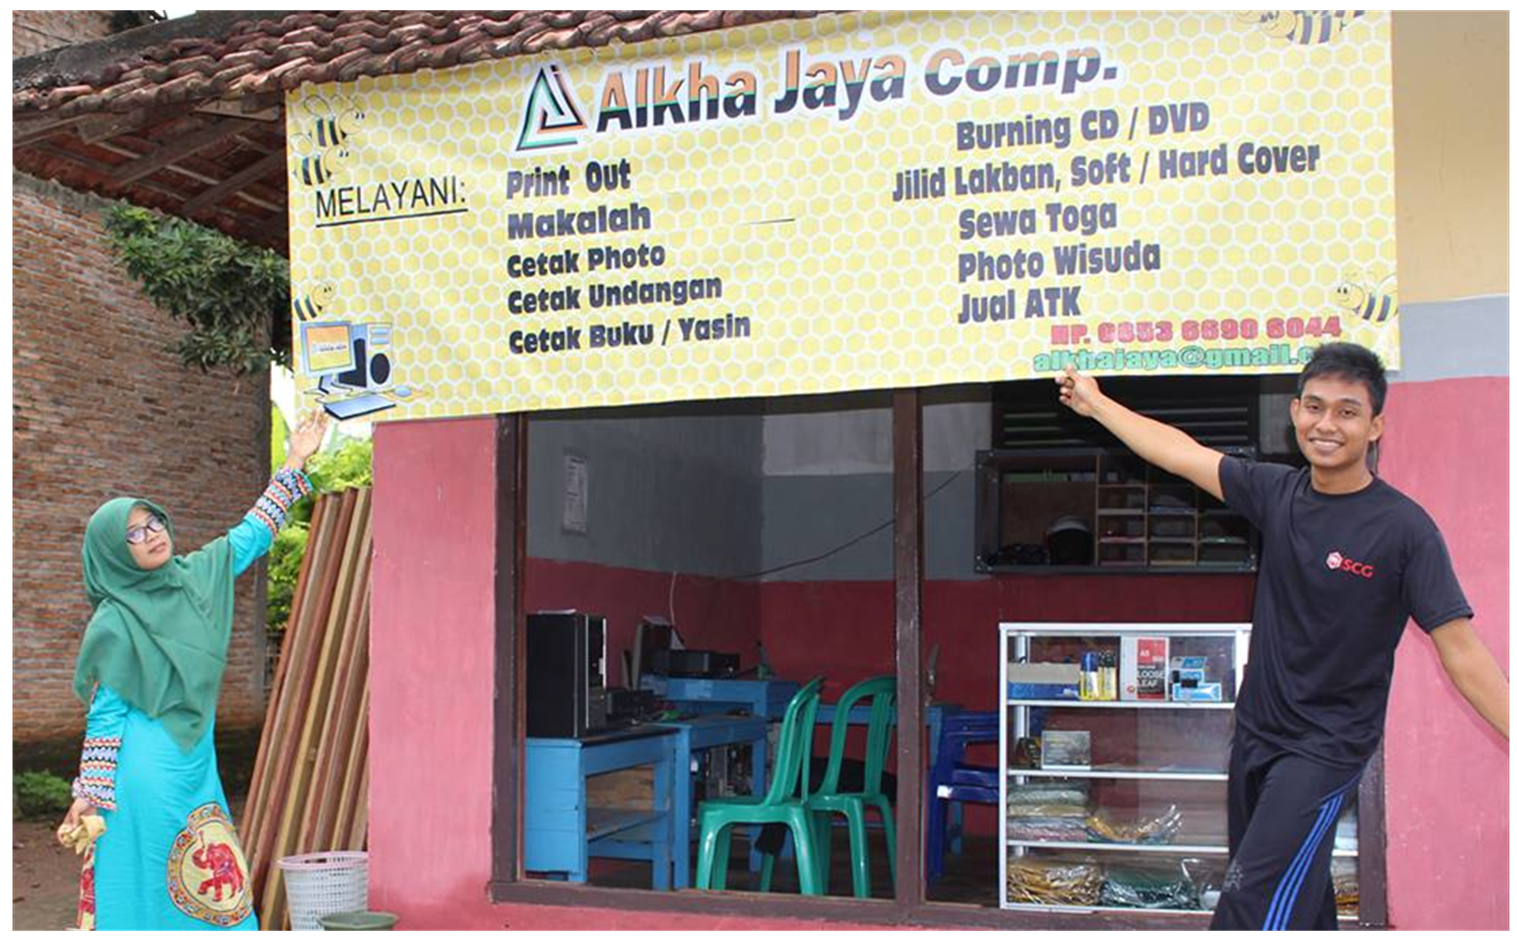 Alkha Jaya Comp.
MELAYANI:
Print Out
Makalah
Cetak Photo
Cetak Undangan
Cetak Buku / Yasin
Burning CD / DVD
Jilid Lakban, Soft / Hard Cover
Sewa Toga
Photo Wisuda
Jual ATK
HP. 0853 6690 6044
SCG
A5
LOOSE
LEAF